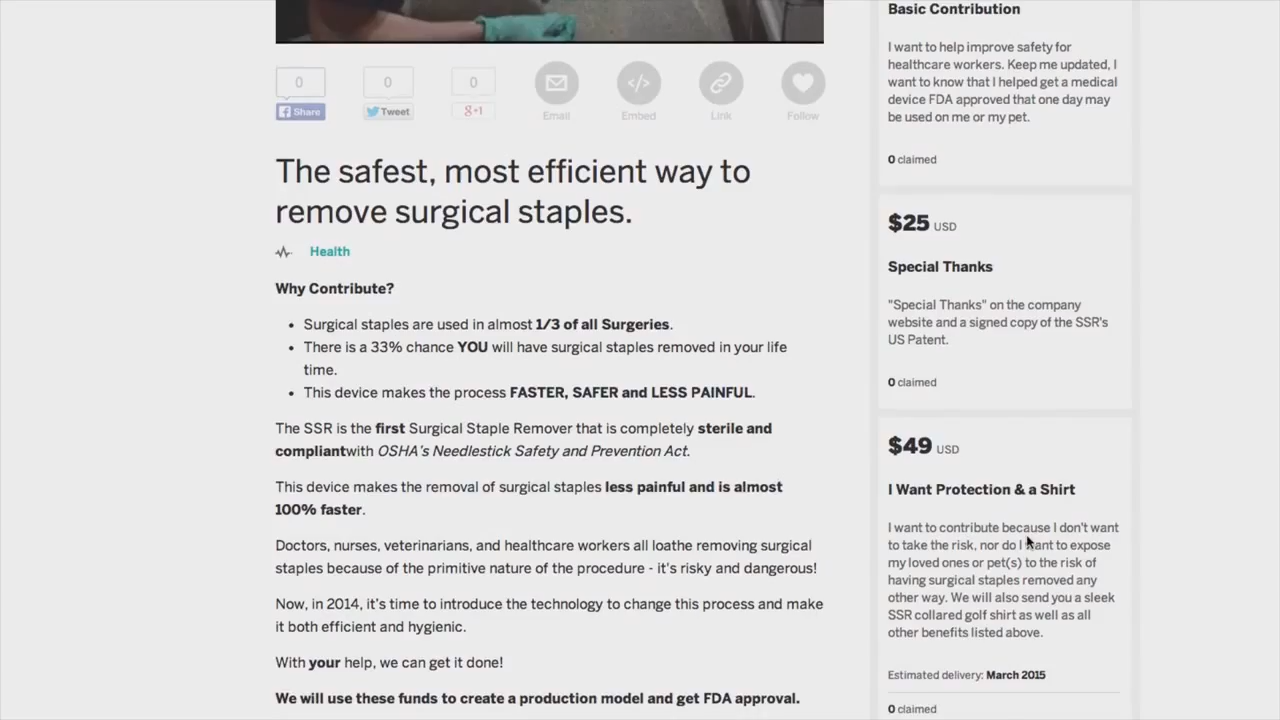 0
0
0
Share
Tweet
g+1
Email
Embed
Link
Follow
The safest, most efficient way to
remove surgical staples.
Health
Why Contribute?
• Surgical staples are used in almost 1/3 of all Surgeries.
• There is a 33% chance YOU will have surgical staples removed in your life
time.
• This device makes the process FASTER, SAFER and LESS PAINFUL.
The SSR is the first Surgical Staple Remover that is completely sterile and
compliantwith OSHA's Needlestick Safety and Prevention Act.
This device makes the removal of surgical staples less painful and is almost
100% faster.
Doctors, nurses, veterinarians, and healthcare workers all loathe removing surgical
staples because of the primitive nature of the procedure - it's risky and dangerous!
Now, in 2014, it's time to introduce the technology to change this process and make
it both efficient and hygienic.
With your help, we can get it done!
We will use these funds to create a production model and get FDA approval.
Basic Contribution
I want to help improve safety for
healthcare workers. Keep me updated, I
want to know that I helped get a medical
device FDA approved that one day may
be used on me or my pet.
0 claimed
$25 USD
Special Thanks
"Special Thanks" on the company
website and a signed copy of the SSR's
US Patent.
0 claimed
$49 USD
I Want Protection & a Shirt
I want to contribute because I don't want
to take the risk, nor do I want to expose
my loved ones or pet(s) to the risk of
having surgical staples removed any
other way. We will also send you a sleek
SSR collared golf shirt as well as all
other benefits listed above.
Estimated delivery: March 2015
0 claimed